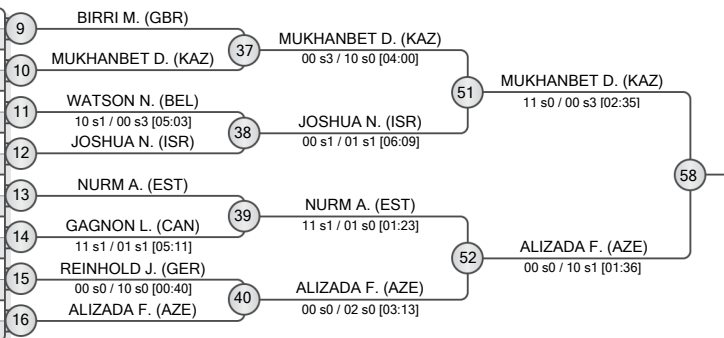 9
BIRRI M. (GBR)
10
MUKHANBET D. (KAZ)
37
MUKHANBET D. (KAZ)
00 s3 / 10 s0 [04:00]
11
WATSON N. (BEL)
10 s1 / 00 s3 [05:03]
12
JOSHUA N. (ISR)
38
JOSHUA N. (ISR)
00 s1 / 01 s1 [06:09]
51
MUKHANBET D. (KAZ)
11 s0 / 00 s3 [02:35]
13
NURM A. (EST)
14
GAGNON L. (CAN)
11 s1 / 01 s1 [05:11]
39
NURM A. (EST)
11 s1 / 01 s0 [01:23]
15
REINHOLD J. (GER)
00 s0 / 10 s0 [00:40]
16
ALIZADA F. (AZE)
40
ALIZADA F. (AZE)
00 s0 / 02 s0 [03:13]
52
ALIZADA F. (AZE)
00 s0 / 10 s1 [01:36]
58